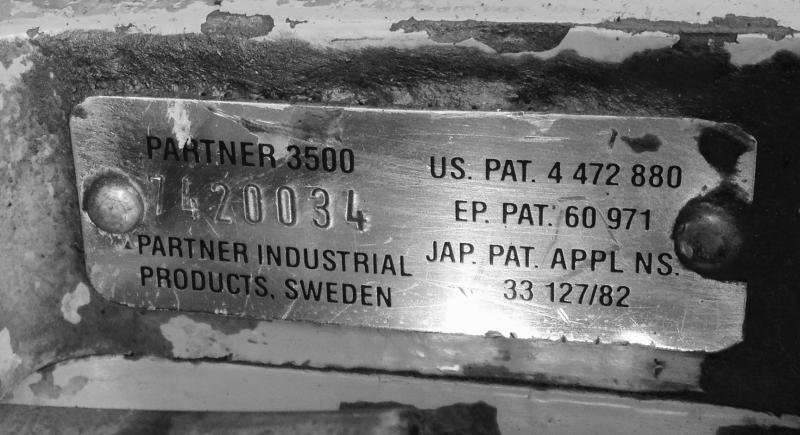 PARTNER 3500
7420034
PARTNER INDUSTRIAL
PRODUCTS, SWEDEN
US. PAT. 4 472 880
EP. PAT. 60 971
JAP. PAT. APPL NS.
33 127/82